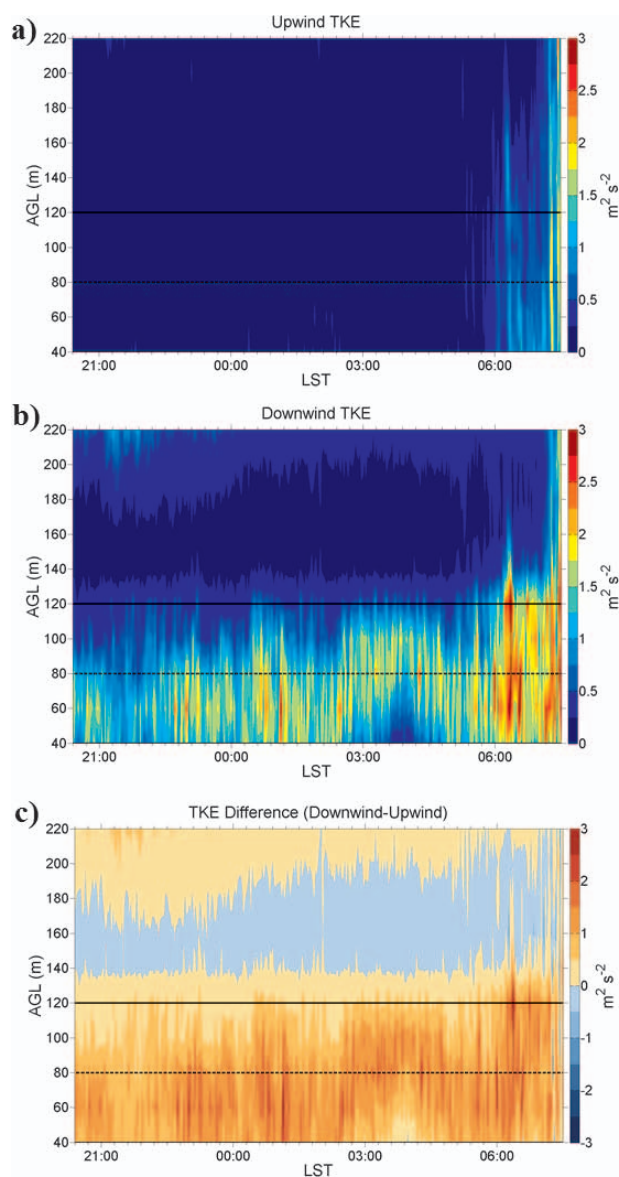 a)
Upwind TKE
220
200
180
160
140
120
100
80
60
40
AGL (m)
21:00 00:00 03:00 06:00
LST
3
2.5
2
1.5
1
0.5
0
m² s⁻²
b)
Downwind TKE
220
200
180
160
140
120
100
80
60
40
AGL (m)
21:00 00:00 03:00 06:00
LST
3
2.5
2
1.5
1
0.5
0
m² s⁻²
c)
TKE Difference (Downwind-Upwind)
220
200
180
160
140
120
100
80
60
40
AGL (m)
21:00 00:00 03:00 06:00
LST
3
2
1
0
-1
-2
-3
m² s⁻²